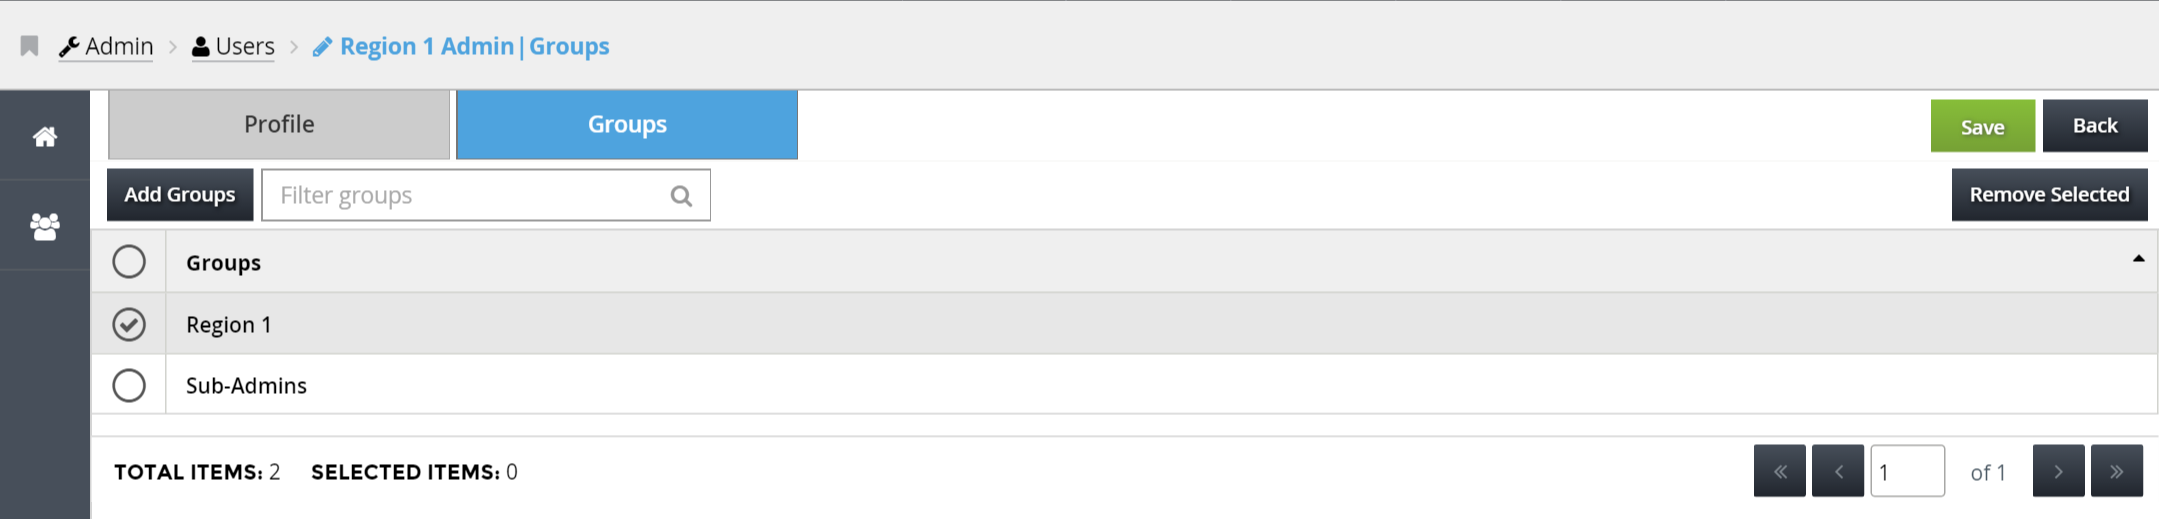 Admin > Users > Region 1 Admin|Groups
Profile Groups Save Back
Add Groups Filter groups Remove Selected
Groups
Region 1
Sub-Admins
TOTAL ITEMS: 2 SELECTED ITEMS: 0 « < 1 of 1 > »